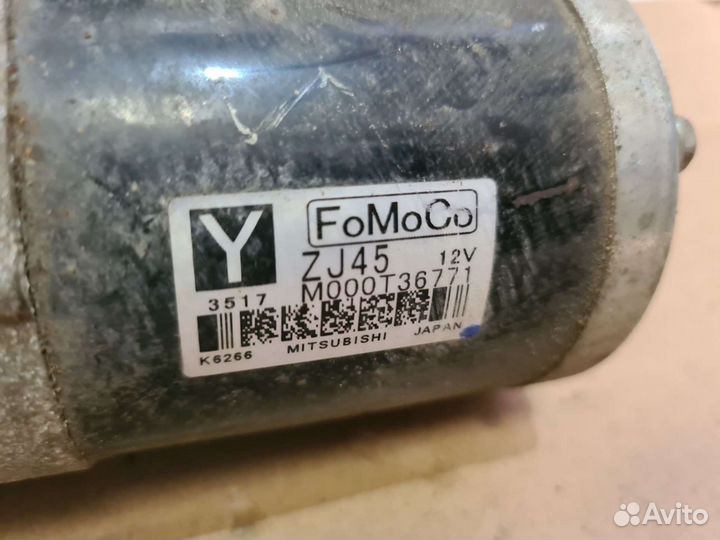 Y
FoMoCo
ZJ45 12V
3517 M000T36771
K6266 MITSUBISHI JAPAN
Avito